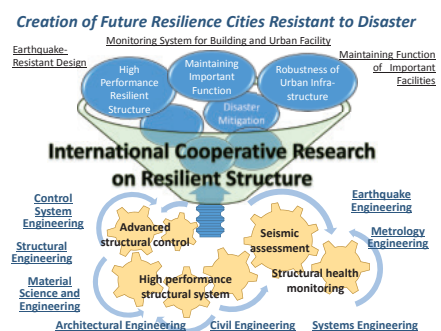 Creation of Future Resilience Cities Resistant to Disaster
Monitoring System for Building and Urban Facility
Earthquake-
Resistant Design
Maintaining Function
of Important
Facilities
High
Performance
Resilient
Structure
Maintaining
Important
Function
Robustness of
Urban Infra-
structure
Disaster
Mitigation
International Cooperative Research
on Resilient Structure
Control
System
Engineering
Structural
Engineering
Material
Science and
Engineering
Earthquake
Engineering
Metrology
Engineering
Advanced
structural control
Seismic
assessment
High performance
structural system
Structural health
monitoring
Architectural Engineering
Civil Engineering
Systems Engineering